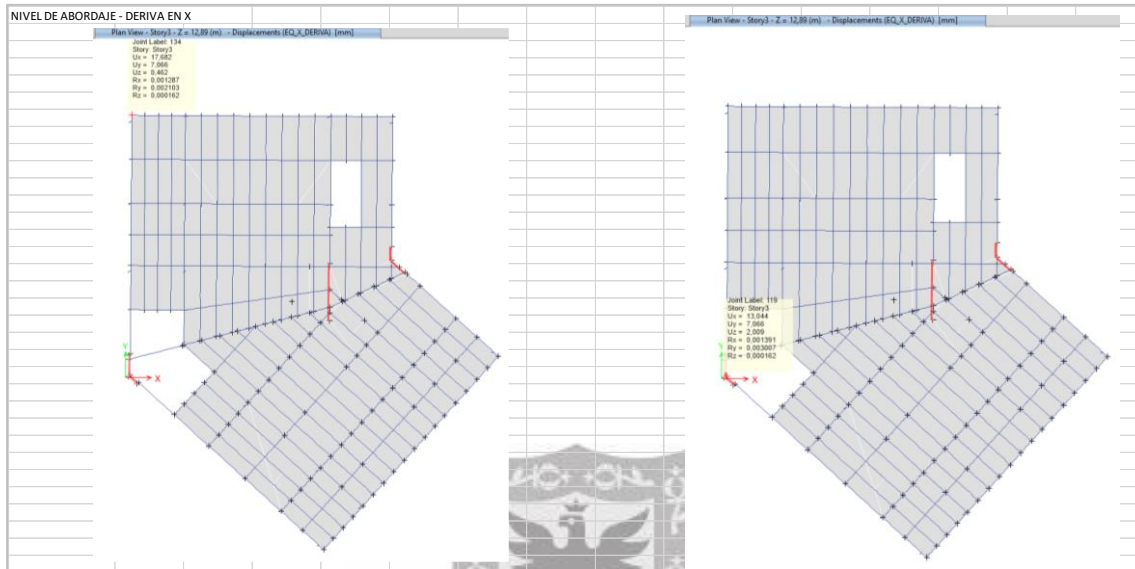 NIVEL DE ABORDAJE - DERIVA EN X
Plan View - Story3 - Z = 12,89 (m) - Displacements (EQ_X_DERIVA) [mm]
Joint Label: 134
Story: Story3
Ux = 17,682
Uy = 7,066
Uz = 0,462
Rx = 0,001287
Ry = 0,002103
Rz = 0,000162
Y
X
Plan View - Story3 - Z = 12,89 (m) - Displacements (EQ_X_DERIVA) [mm]
Joint Label: 119
Story: Story3
Ux = 13,044
Uy = 7,066
Uz = 2,009
Rx = 0,001391
Ry = 0,003007
Rz = 0,000162
Y
X